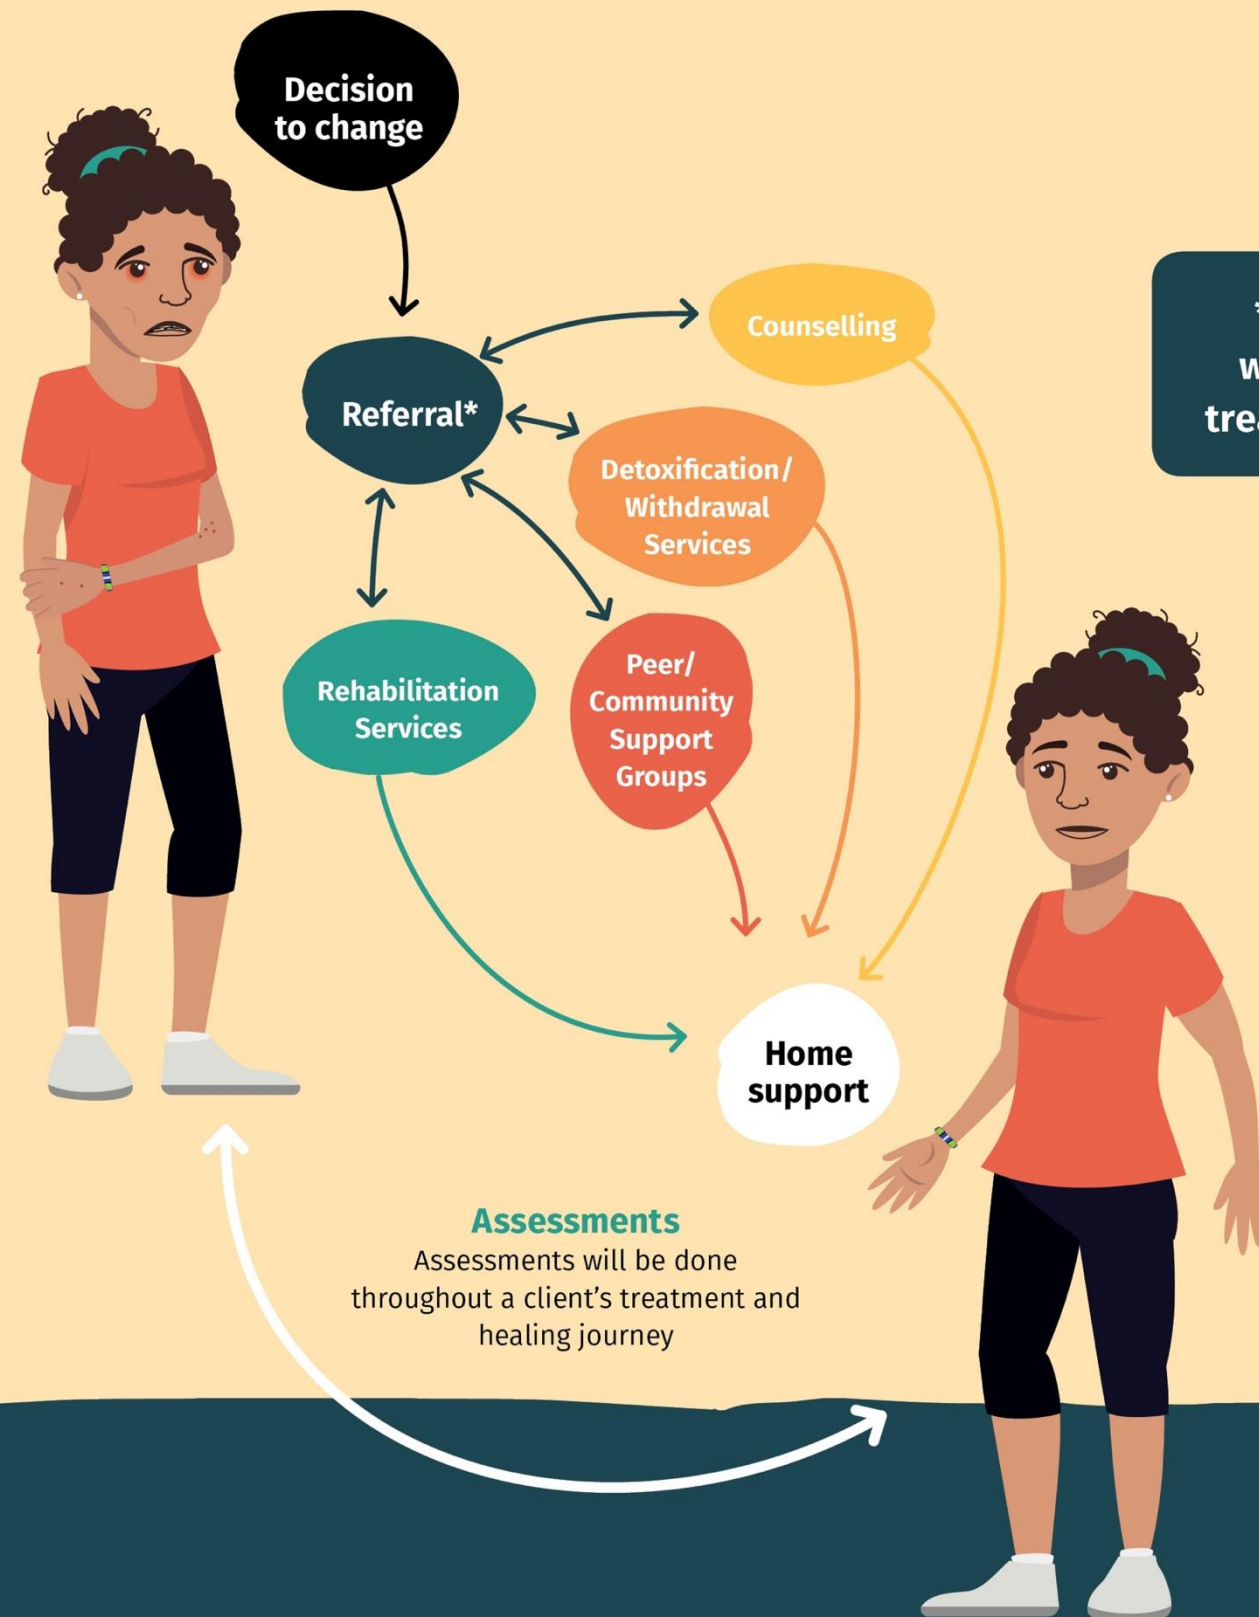 Decision
to change
Counselling
Referral*
Detoxification/
Withdrawal
Services
Rehabilitation
Services
Peer/
Community
Support
Groups
Home
support
Assessments
Assessments will be done
throughout a client's treatment and
healing journey